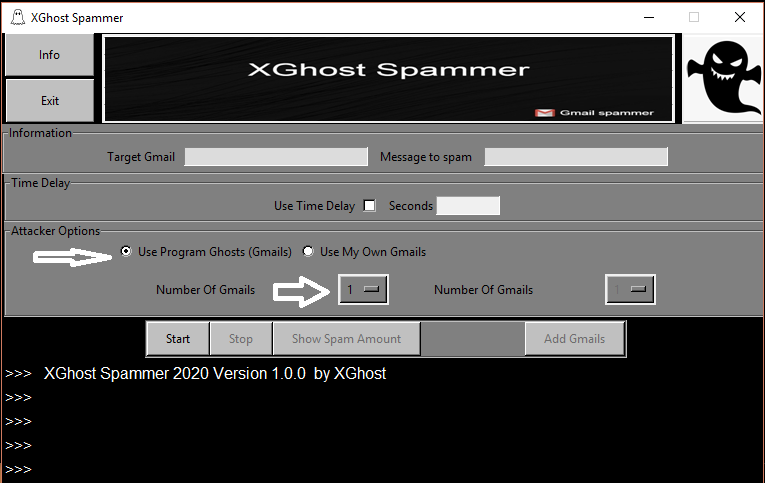 XGhost Spammer
Info
XGhost Spammer
Gmail spammer
Exit
Information
Target Gmail Message to spam
Time Delay
Use Time Delay Seconds
Attacker Options
Use Program Ghosts (Gmails) Use My Own Gmails
Number Of Gmails 1 Number Of Gmails 1
Start Stop Show Spam Amount Add Gmails
>>> XGhost Spammer 2020 Version 1.0.0 by XGhost
>>>
>>>
>>>
>>>